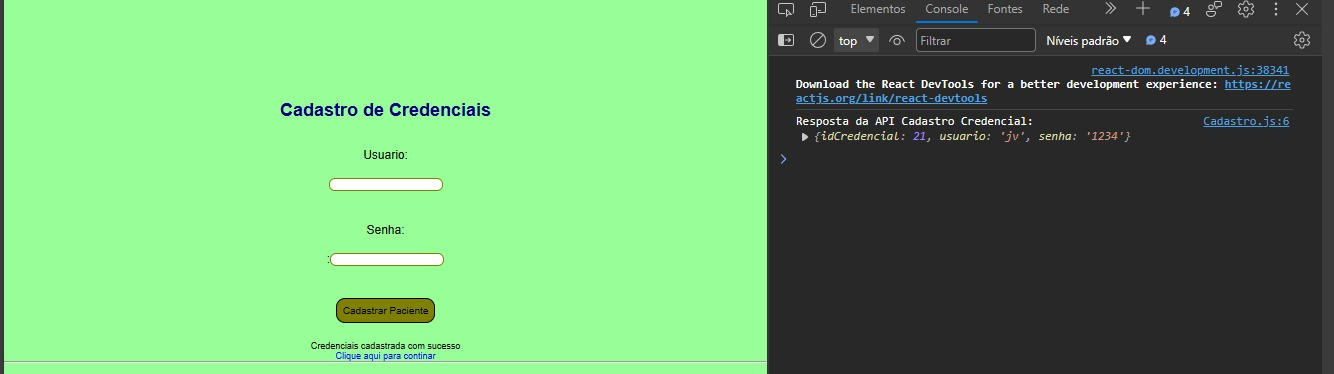 Cadastro de Credenciais
Usuario:
Senha:
:
Cadastrar Paciente
Credenciais cadastrada com sucesso
Clique aqui para continar
Elementos Console Fontes Rede 4
top Filtrar Níveis padrão 4
react-dom.development.js:38341
Download the React DevTools for a better development experience: https://re
actjs.org/link/react-devtools
Resposta da API Cadastro Credencial: Cadastro.js:6
{idCredencial: 21, usuario: 'jv', senha: '1234'}